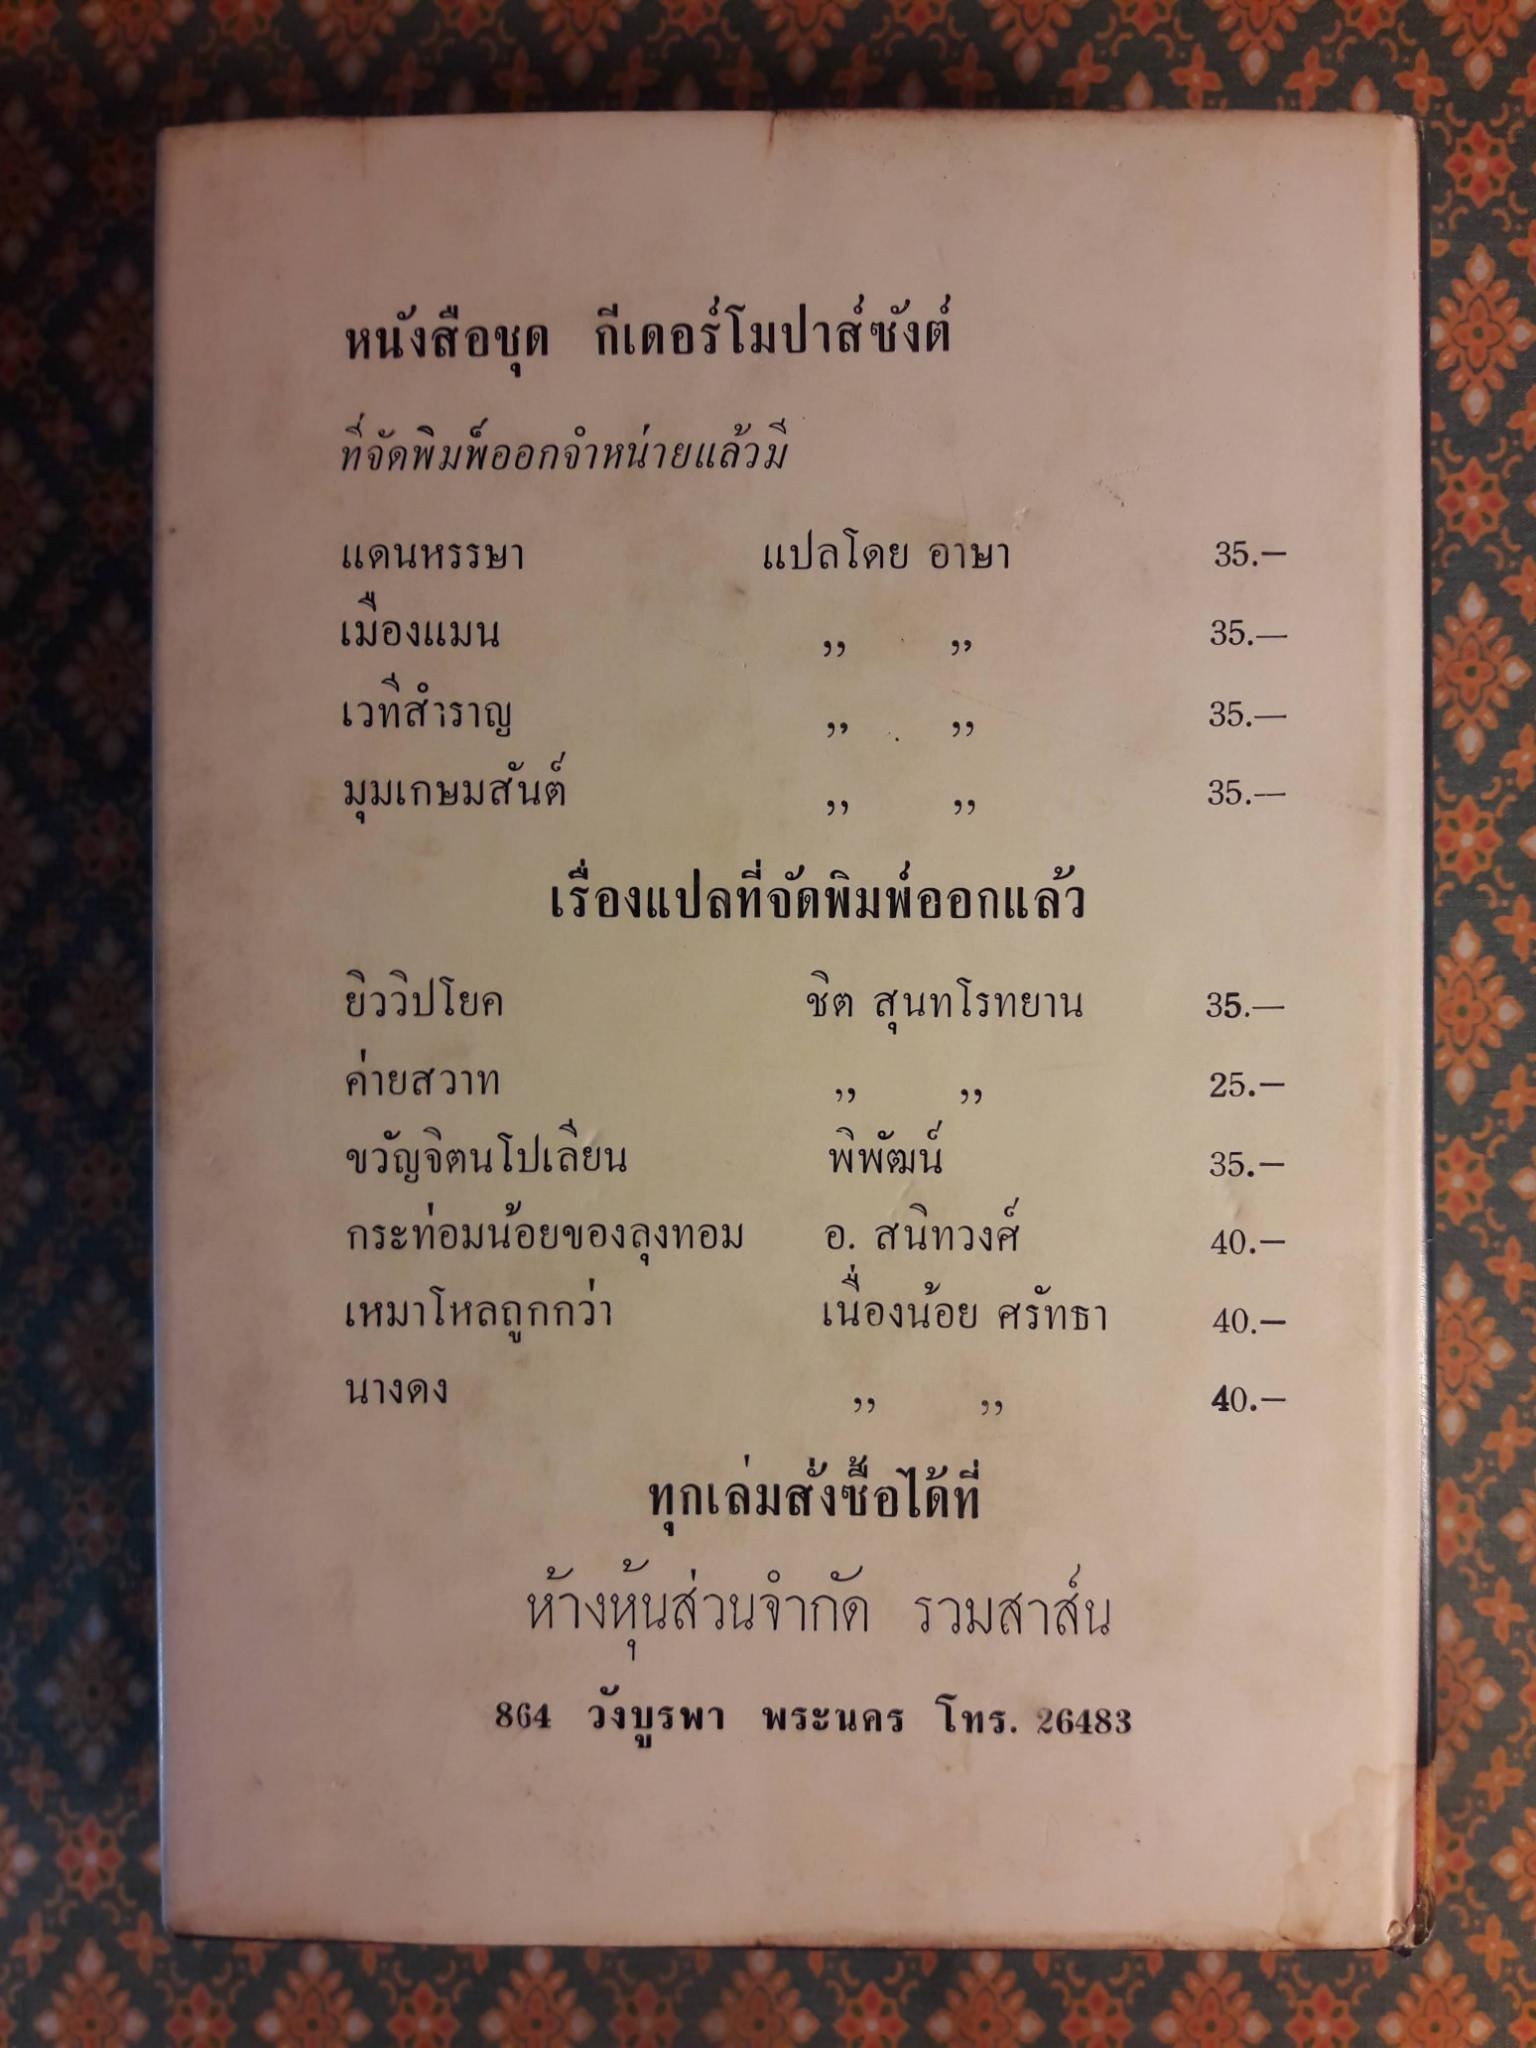 หนังสือชุด กีเดอร์โมปาส์ซังต์
ที่จัดพิมพ์ออกจำหน่ายแล้วมี
แดนหรรษา แปลโดย อาษา 35.—
เมืองแมน ,, ,, 35.—
เวทีสำราญ ,, ,, 35.—
มุมเกษมสันต์ ,, ,, 35.—
เรื่องแปลที่จัดพิมพ์ออกแล้ว
ยิววิปโยค ชิต สุนทโรทยาน 35.—
ค่ายสวาท ,, ,, 25.—
ขวัญจิตนโปเลียน พิพัฒน์ 35.—
กระท่อมน้อยของลุงทอม อ. สนิทวงศ์ 40.—
เหมาโหลถูกกว่า เนื่องน้อย ศรัทธา 40.—
นางดง ,, ,, 40.—
ทุกเล่มสั่งซื้อได้ที่
ห้างหุ้นส่วนจำกัด รวมสาส์น
864 วังบูรพา พระนคร โทร. 26483